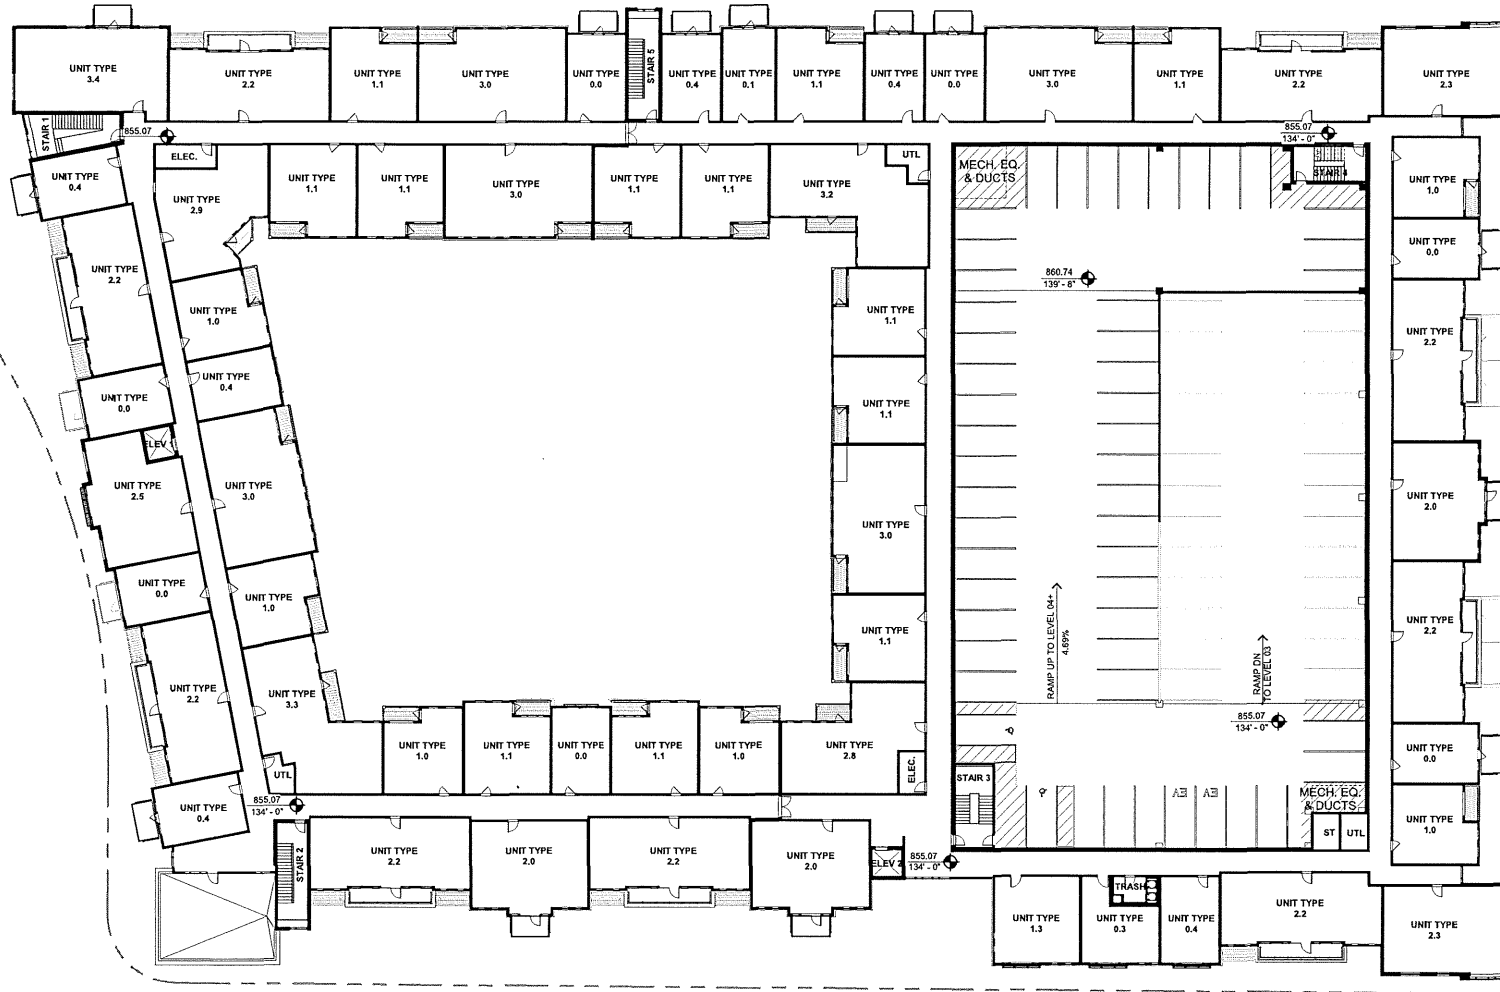 UNIT TYPE
3.4
UNIT TYPE
2.2
UNIT TYPE
1.1
UNIT TYPE
3.0
UNIT TYPE
0.0
STAIR 5
UNIT TYPE
0.4
UNIT TYPE
0.1
UNIT TYPE
1.1
UNIT TYPE
0.4
UNIT TYPE
0.0
UNIT TYPE
3.0
UNIT TYPE
1.1
UNIT TYPE
2.2
UNIT TYPE
2.3
STAIR 1
855.07
855.07
134' - 0"
ELEC.
UNIT TYPE
0.4
UNIT TYPE
2.9
UNIT TYPE
1.1
UNIT TYPE
1.1
UNIT TYPE
3.0
UNIT TYPE
1.1
UNIT TYPE
1.1
UNIT TYPE
3.2
UTL
MECH. EQ.
& DUCTS
STAIR 4
UNIT TYPE
1.0
UNIT TYPE
0.0
UNIT TYPE
2.2
860.74
139' - 8"
UNIT TYPE
1.0
UNIT TYPE
1.1
UNIT TYPE
2.2
UNIT TYPE
0.4
UNIT TYPE
0.0
UNIT TYPE
1.1
ELEV 1
UNIT TYPE
2.5
UNIT TYPE
3.0
UNIT TYPE
3.0
UNIT TYPE
2.0
UNIT TYPE
0.0
UNIT TYPE
1.0
UNIT TYPE
1.1
RAMP UP TO LEVEL 04+
4.69%
RAMP DN
TO LEVEL 03
UNIT TYPE
2.2
UNIT TYPE
2.2
UNIT TYPE
3.3
855.07
134' - 0"
UNIT TYPE
1.0
UNIT TYPE
1.1
UNIT TYPE
0.0
UNIT TYPE
1.1
UNIT TYPE
1.0
UNIT TYPE
2.8
ELEC.
UNIT TYPE
0.0
UTL
STAIR 3
EA
EA
MECH. EQ.
& DUCTS
ST
UTL
UNIT TYPE
1.0
UNIT TYPE
0.4
855.07
134' - 0"
STAIR 2
UNIT TYPE
2.2
UNIT TYPE
2.0
UNIT TYPE
2.2
UNIT TYPE
2.0
ELEV 2
855.07
134' - 0"
TRASH
UNIT TYPE
1.3
UNIT TYPE
0.3
UNIT TYPE
0.4
UNIT TYPE
2.2
UNIT TYPE
2.3